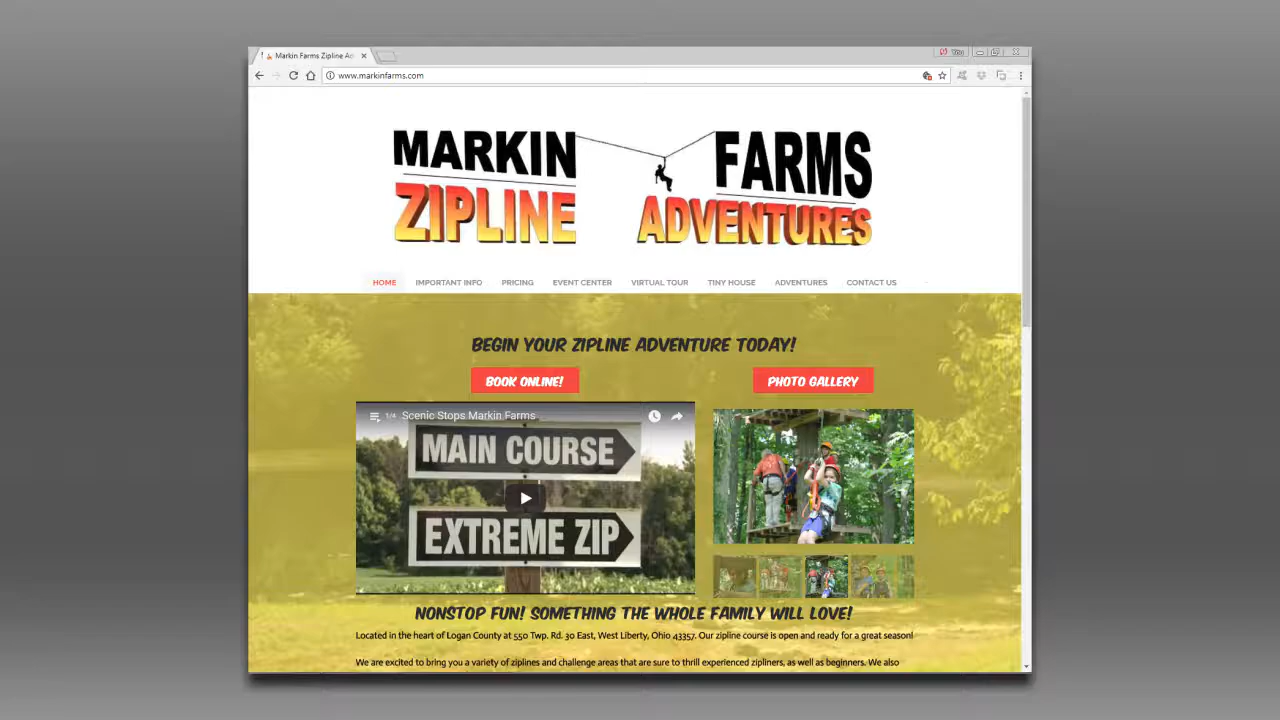 Markin Farms Zipline Ad
You
www.markinfarms.com
MARKIN FARMS
ZIPLINE ADVENTURES
HOME IMPORTANT INFO PRICING EVENT CENTER VIRTUAL TOUR TINY HOUSE ADVENTURES CONTACT US
BEGIN YOUR ZIPLINE ADVENTURE TODAY!
BOOK ONLINE! PHOTO GALLERY
1/4 Scenic Stops Markin Farms
MAIN COURSE
EXTREME ZIP
NONSTOP FUN! SOMETHING THE WHOLE FAMILY WILL LOVE!
Located in the heart of Logan County at 550 Twp. Rd. 30 East, West Liberty, Ohio 43357. Our zipline course is open and ready for a great season!
We are excited to bring you a variety of ziplines and challenge areas that are sure to thrill experienced zipliners, as well as beginners. We also